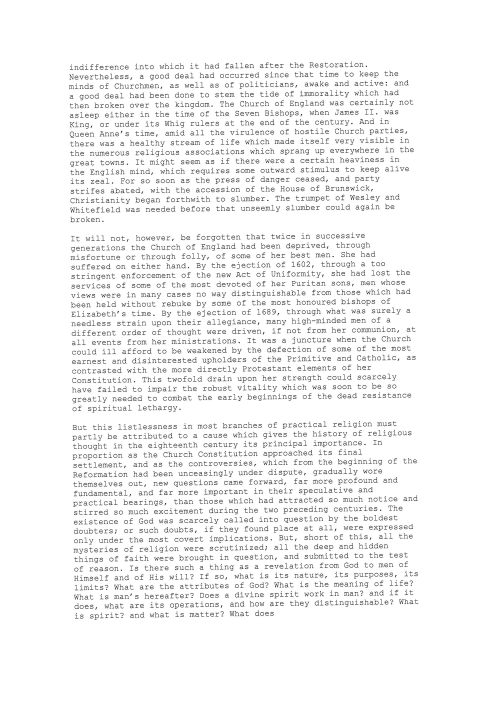 indifference into which it had fallen after the Restoration.
Nevertheless, a good deal had occurred since that time to keep the
minds of Churchmen, as well as of politicians, awake and active: and
a good deal had been done to stem the tide of immorality which had
then broken over the kingdom. The Church of England was certainly not
asleep either in the time of the Seven Bishops, when James II. was
King, or under its Whig rulers at the end of the century. And in
Queen Anne's time, amid all the virulence of hostile Church parties,
there was a healthy stream of life which made itself very visible in
the numerous religious associations which sprang up everywhere in the
great towns. It might seem as if there were a certain heaviness in
the English mind, which requires some outward stimulus to keep alive
its zeal. For so soon as the press of danger ceased, and party
strifes abated, with the accession of the House of Brunswick,
Christianity began forthwith to slumber. The trumpet of Wesley and
Whitefield was needed before that unseemly slumber could again be
broken.

It will not, however, be forgotten that twice in successive
generations the Church of England had been deprived, through
misfortune or through folly, of some of her best men. She had
suffered on either hand. By the ejection of 1602, through a too
stringent enforcement of the new Act of Uniformity, she had lost the
services of some of the most devoted of her Puritan sons, men whose
views were in many cases no way distinguishable from those which had
been held without rebuke by some of the most honoured bishops of
Elizabeth's time. By the ejection of 1689, through what was surely a
needless strain upon their allegiance, many high-minded men of a
different order of thought were driven, if not from her communion, at
all events from her ministrations. It was a juncture when the Church
could ill afford to be weakened by the defection of some of the most
earnest and disinterested upholders of the Primitive and Catholic, as
contrasted with the more directly Protestant elements of her
Constitution. This twofold drain upon her strength could scarcely
have failed to impair the robust vitality which was soon to be so
greatly needed to combat the early beginnings of the dead resistance
of spiritual lethargy.

But this listlessness in most branches of practical religion must
partly be attributed to a cause which gives the history of religious
thought in the eighteenth century its principal importance. In
proportion as the Church Constitution approached its final
settlement, and as the controversies, which from the beginning of the
Reformation had been unceasingly under dispute, gradually wore
themselves out, new questions came forward, far more profound and
fundamental, and far more important in their speculative and
practical bearings, than those which had attracted so much notice and
stirred so much excitement during the two preceding centuries. The
existence of God was scarcely called into question by the boldest
doubters; or such doubts, if they found place at all, were expressed
only under the most covert implications. But, short of this, all the
mysteries of religion were scrutinized; all the deep and hidden
things of faith were brought in question, and submitted to the test
of reason. Is there such a thing as a revelation from God to men of
Himself and of His will? If so, what is its nature, its purposes, its
limits? What are the attributes of God? What is the meaning of life?
What is man's hereafter? Does a divine spirit work in man? and if it
does, what are its operations, and how are they distinguishable? What
is spirit? and what is matter? What does